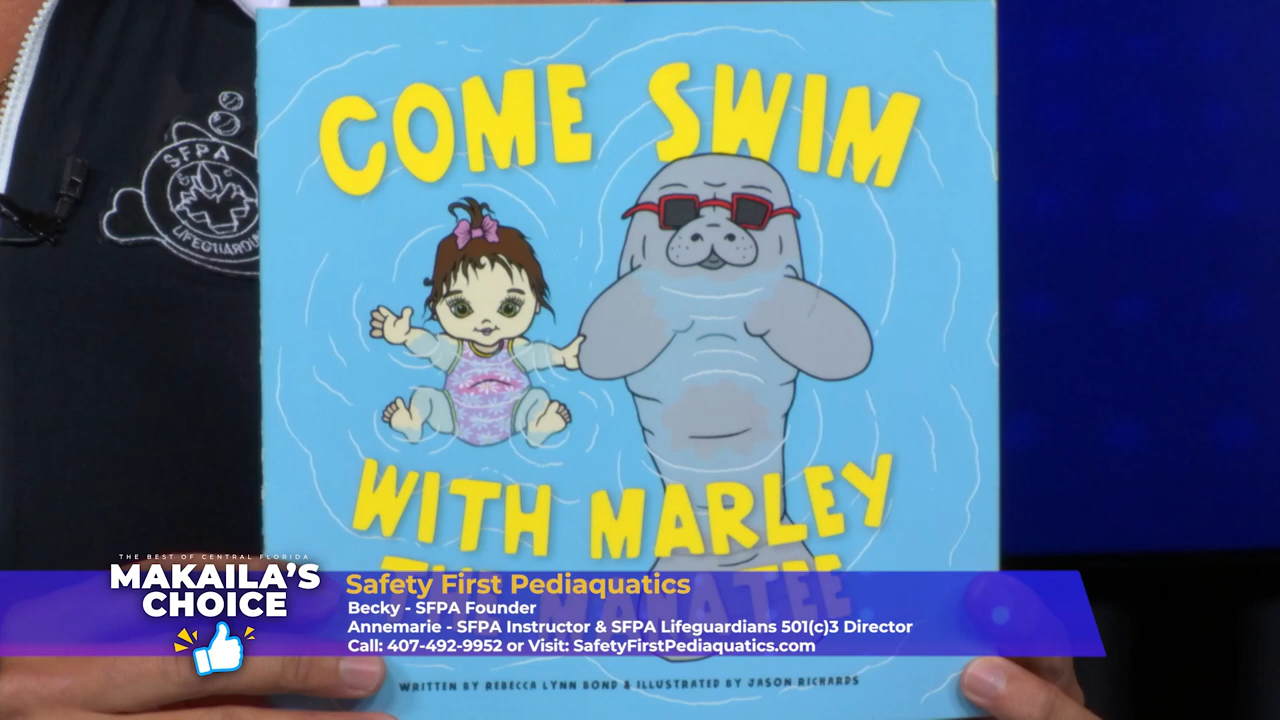 COME SWIM
WITH MARLEY
THE MANATEE
WRITTEN BY REBECCA LYNN BOND & ILLUSTRATED BY JASON RICHARDS
SFPA
THE BEST OF CENTRAL FLORIDA
MAKAILA'S
CHOICE
Safety First Pediaquatics
Becky - SFPA Founder
Annemarie - SFPA Instructor & SFPA Lifeguardians 501(c)3 Director
Call: 407-492-9952 or Visit: SafetyFirstPediaquatics.com